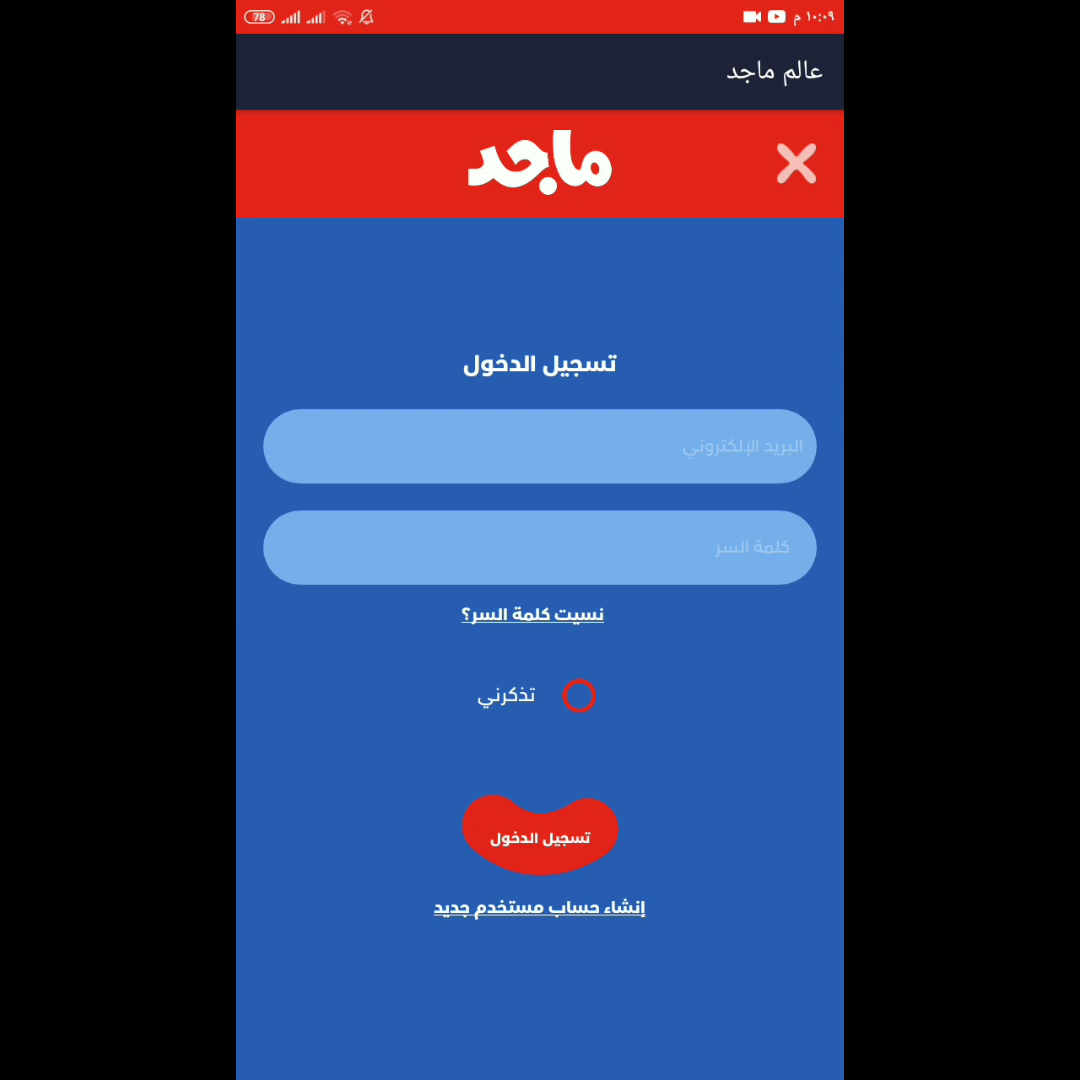 78 ١٠:٠٩ م
عالم ماجد
ماجد
تسجيل الدخول
البريد الإلكتروني
كلمة السر
نسيت كلمة السر؟
تذكرني
تسجيل الدخول
إنشاء حساب مستخدم جديد